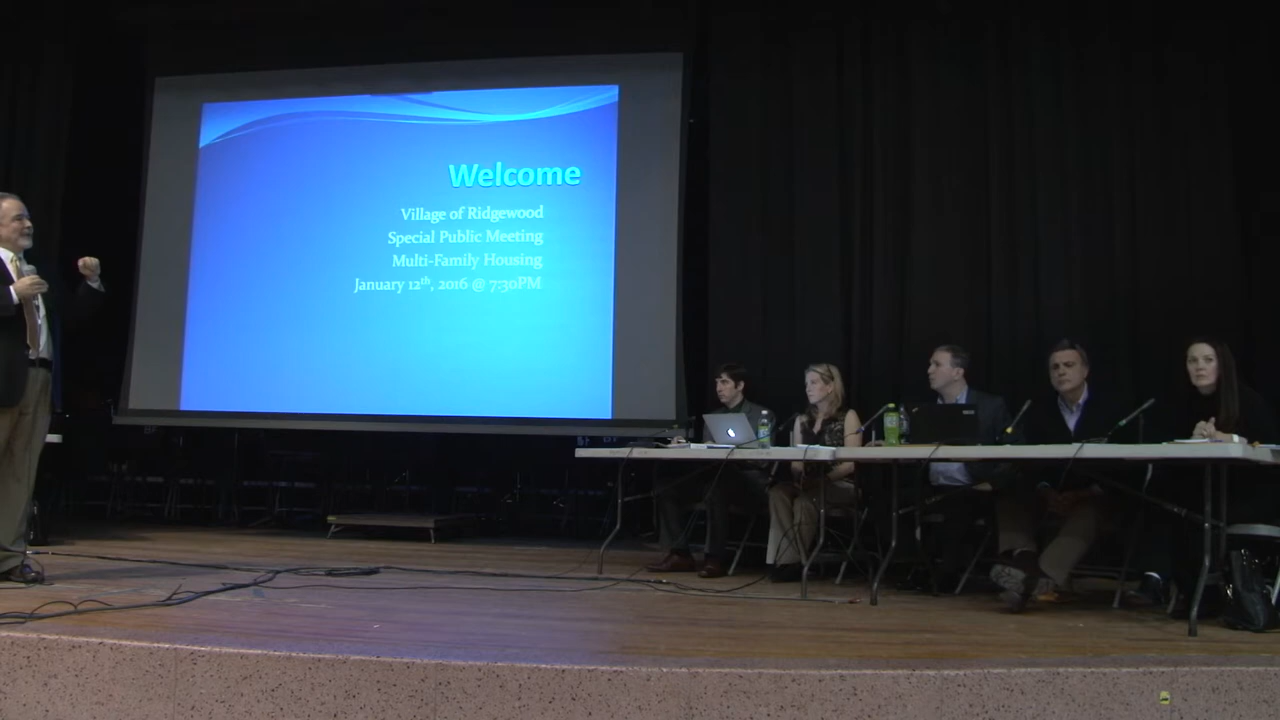 Welcome
Village of Ridgewood
Special Public Meeting
Multi-Family Housing
January 12th, 2016 @ 7:30PM